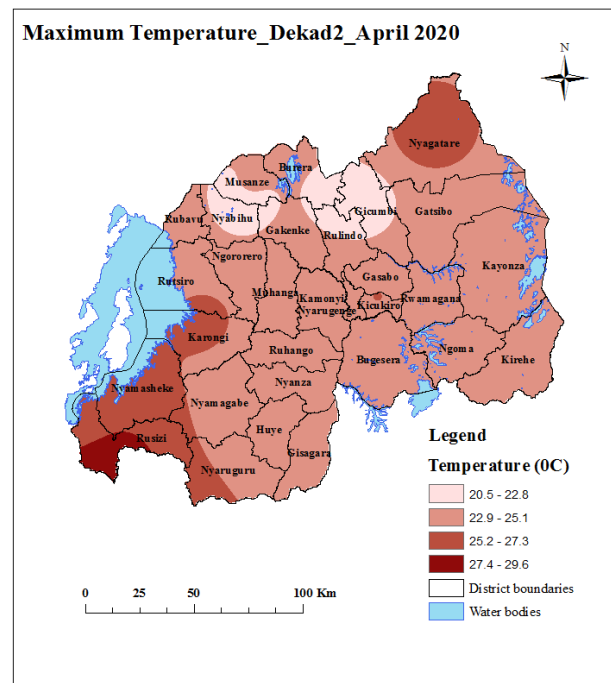 Maximum Temperature_Dekad2_April 2020
N
Nyagatare
Burera
Musanze
Gicumbi
Gatsibo
Rubavu
Nyabihu
Gakenke
Rulindo
Ngororero
Kayonza
Gasabo
Rutsiro
Muhanga
Kamonyi
Rwamagana
Nyarugenge
Kicukiro
Karongi
Ruhango
Ngoma
Bugesera
Kirehe
Nyamasheke
Nyanza
Nyamagabe
Huye
Rusizi
Gisagara
Nyaruguru
Legend
Temperature (0C)
20.5 - 22.8
22.9 - 25.1
25.2 - 27.3
27.4 - 29.6
District boundaries
Water bodies
0 25 50 100 Km